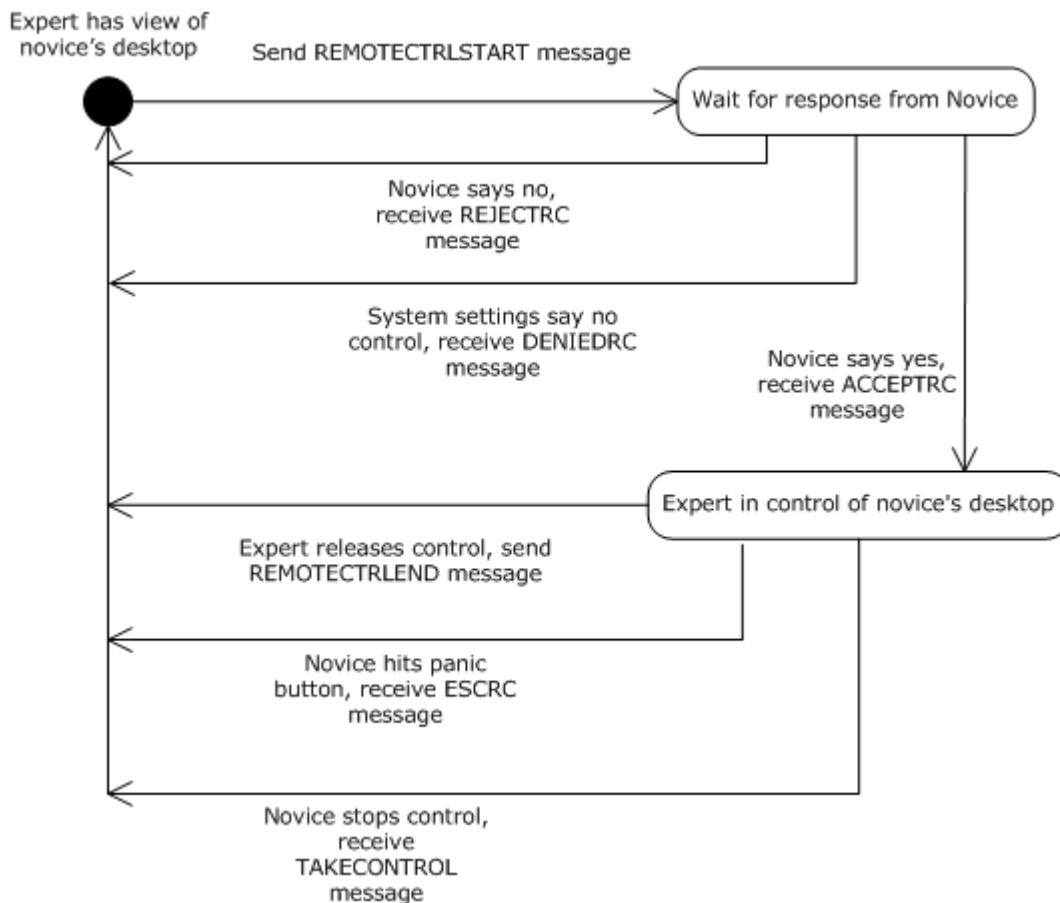 Expert has view of
novice's desktop
Send REMOTECTRLSTART message
Wait for response from Novice
Novice says no,
receive REJECTRC
message
System settings say no
control, receive DENIEDRC
message
Novice says yes,
receive ACCEPTRC
message
Expert in control of novice's desktop
Expert releases control, send
REMOTECTRLEND message
Novice hits panic
button, receive ESCRC
message
Novice stops control,
receive
TAKECONTROL
message